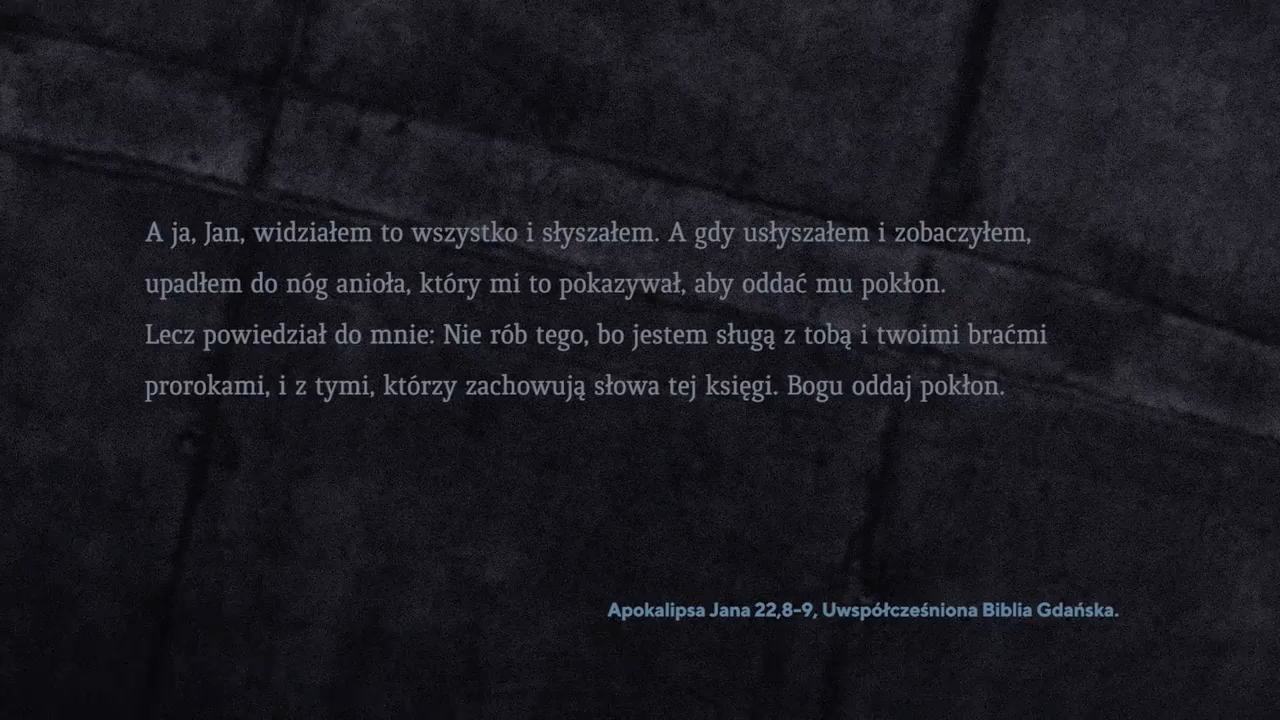 A ja, Jan, widziałem to wszystko i słyszałem. A gdy usłyszałem i zobaczyłem,
upadłem do nóg anioła, który mi to pokazywał, aby oddać mu pokłon.
Lecz powiedział do mnie: Nie rób tego, bo jestem sługą z tobą i twoimi braćmi
prorokami, i z tymi, którzy zachowują słowa tej księgi. Bogu oddaj pokłon.
Apokalipsa Jana 22,8-9, Uwspółcześniona Biblia Gdańska.